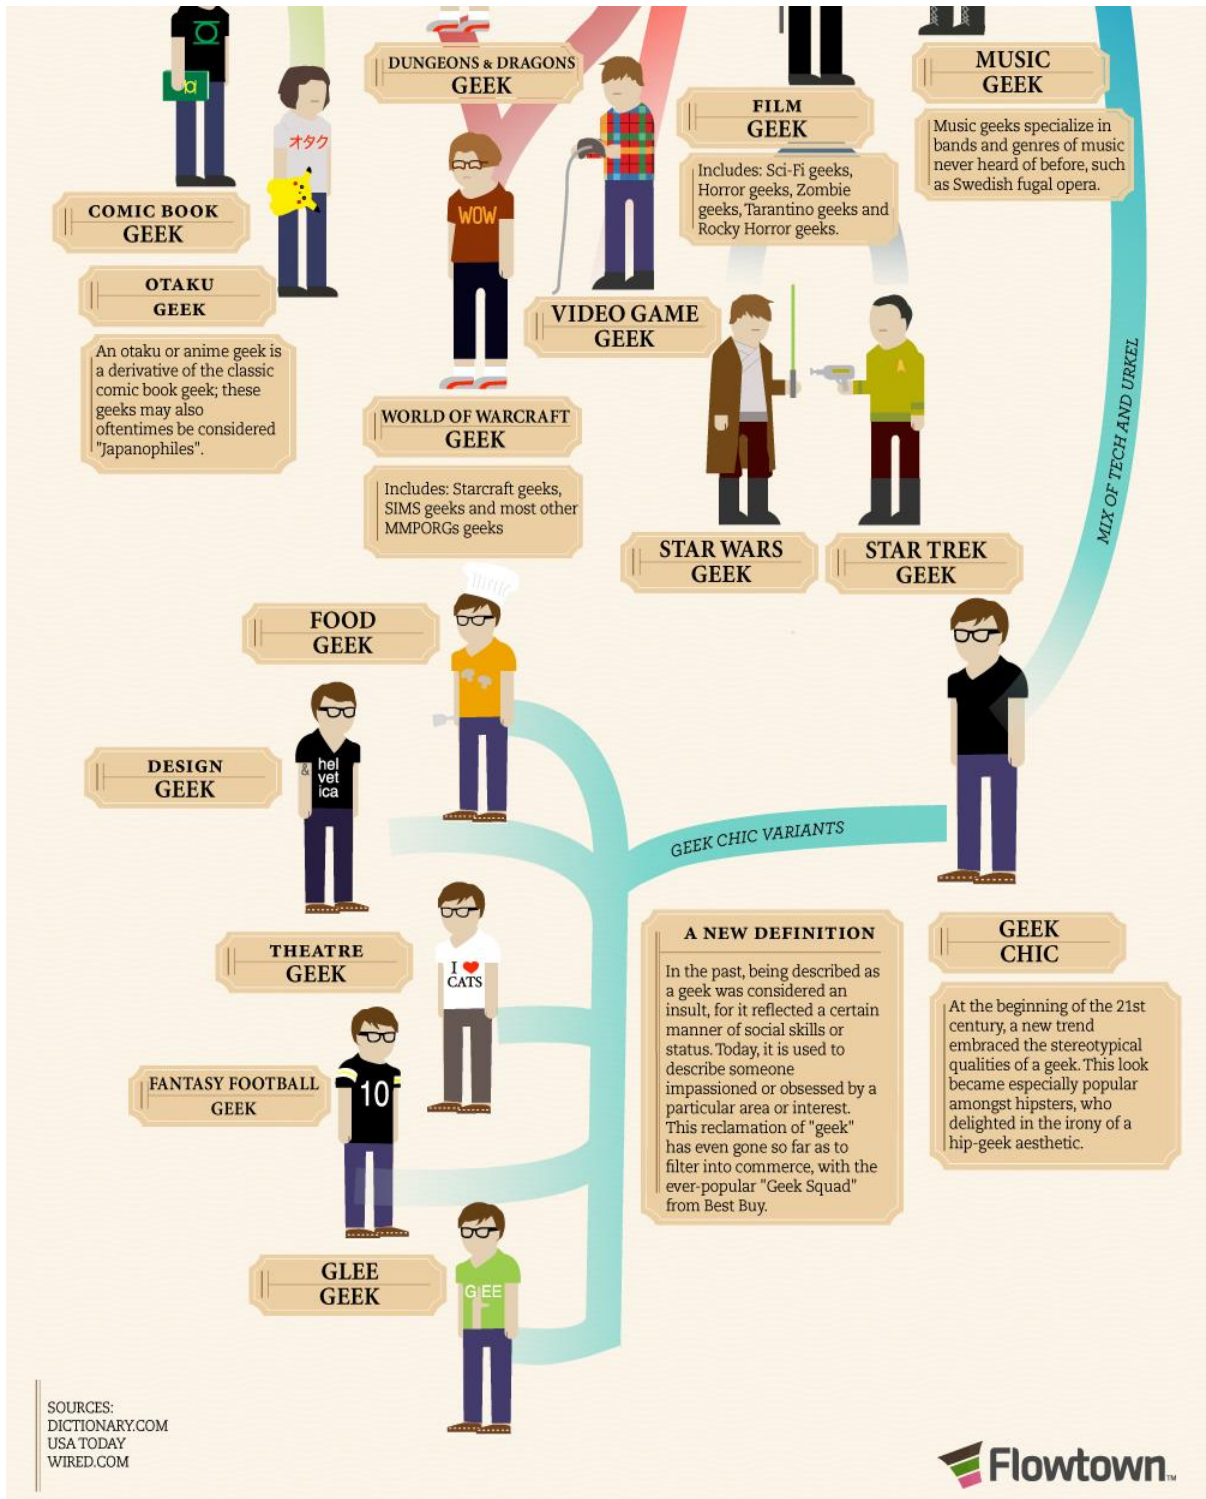 DUNGEONS & DRAGONS
GEEK
MUSIC
GEEK
FILM
GEEK
Music geeks specialize in
bands and genres of music
never heard of before, such
as Swedish fugal opera.
オタク
Includes: Sci-Fi geeks,
Horror geeks, Zombie
geeks, Tarantino geeks and
Rocky Horror geeks.
COMIC BOOK
GEEK
WOW
OTAKU
GEEK
VIDEO GAME
GEEK
An otaku or anime geek is
a derivative of the classic
comic book geek; these
geeks may also
oftentimes be considered
"Japanophiles".
MIX OF TECH AND URKEL
WORLD OF WARCRAFT
GEEK
Includes: Starcraft geeks,
SIMS geeks and most other
MMPORGs geeks
STAR WARS
GEEK
STAR TREK
GEEK
FOOD
GEEK
DESIGN
GEEK
&
hel
vet
ica
GEEK CHIC VARIANTS
THEATRE
GEEK
I ♥
CATS
A NEW DEFINITION
In the past, being described as
a geek was considered an
insult, for it reflected a certain
manner of social skills or
status. Today, it is used to
describe someone
impassioned or obsessed by a
particular area or interest.
This reclamation of "geek"
has even gone so far as to
filter into commerce, with the
ever-popular "Geek Squad"
from Best Buy.
GEEK
CHIC
At the beginning of the 21st
century, a new trend
embraced the stereotypical
qualities of a geek. This look
became especially popular
amongst hipsters, who
delighted in the irony of a
hip-geek aesthetic.
FANTASY FOOTBALL
GEEK
10
GLEE
GEEK
GLEE
SOURCES:
DICTIONARY.COM
USA TODAY
WIRED.COM
Flowtown™